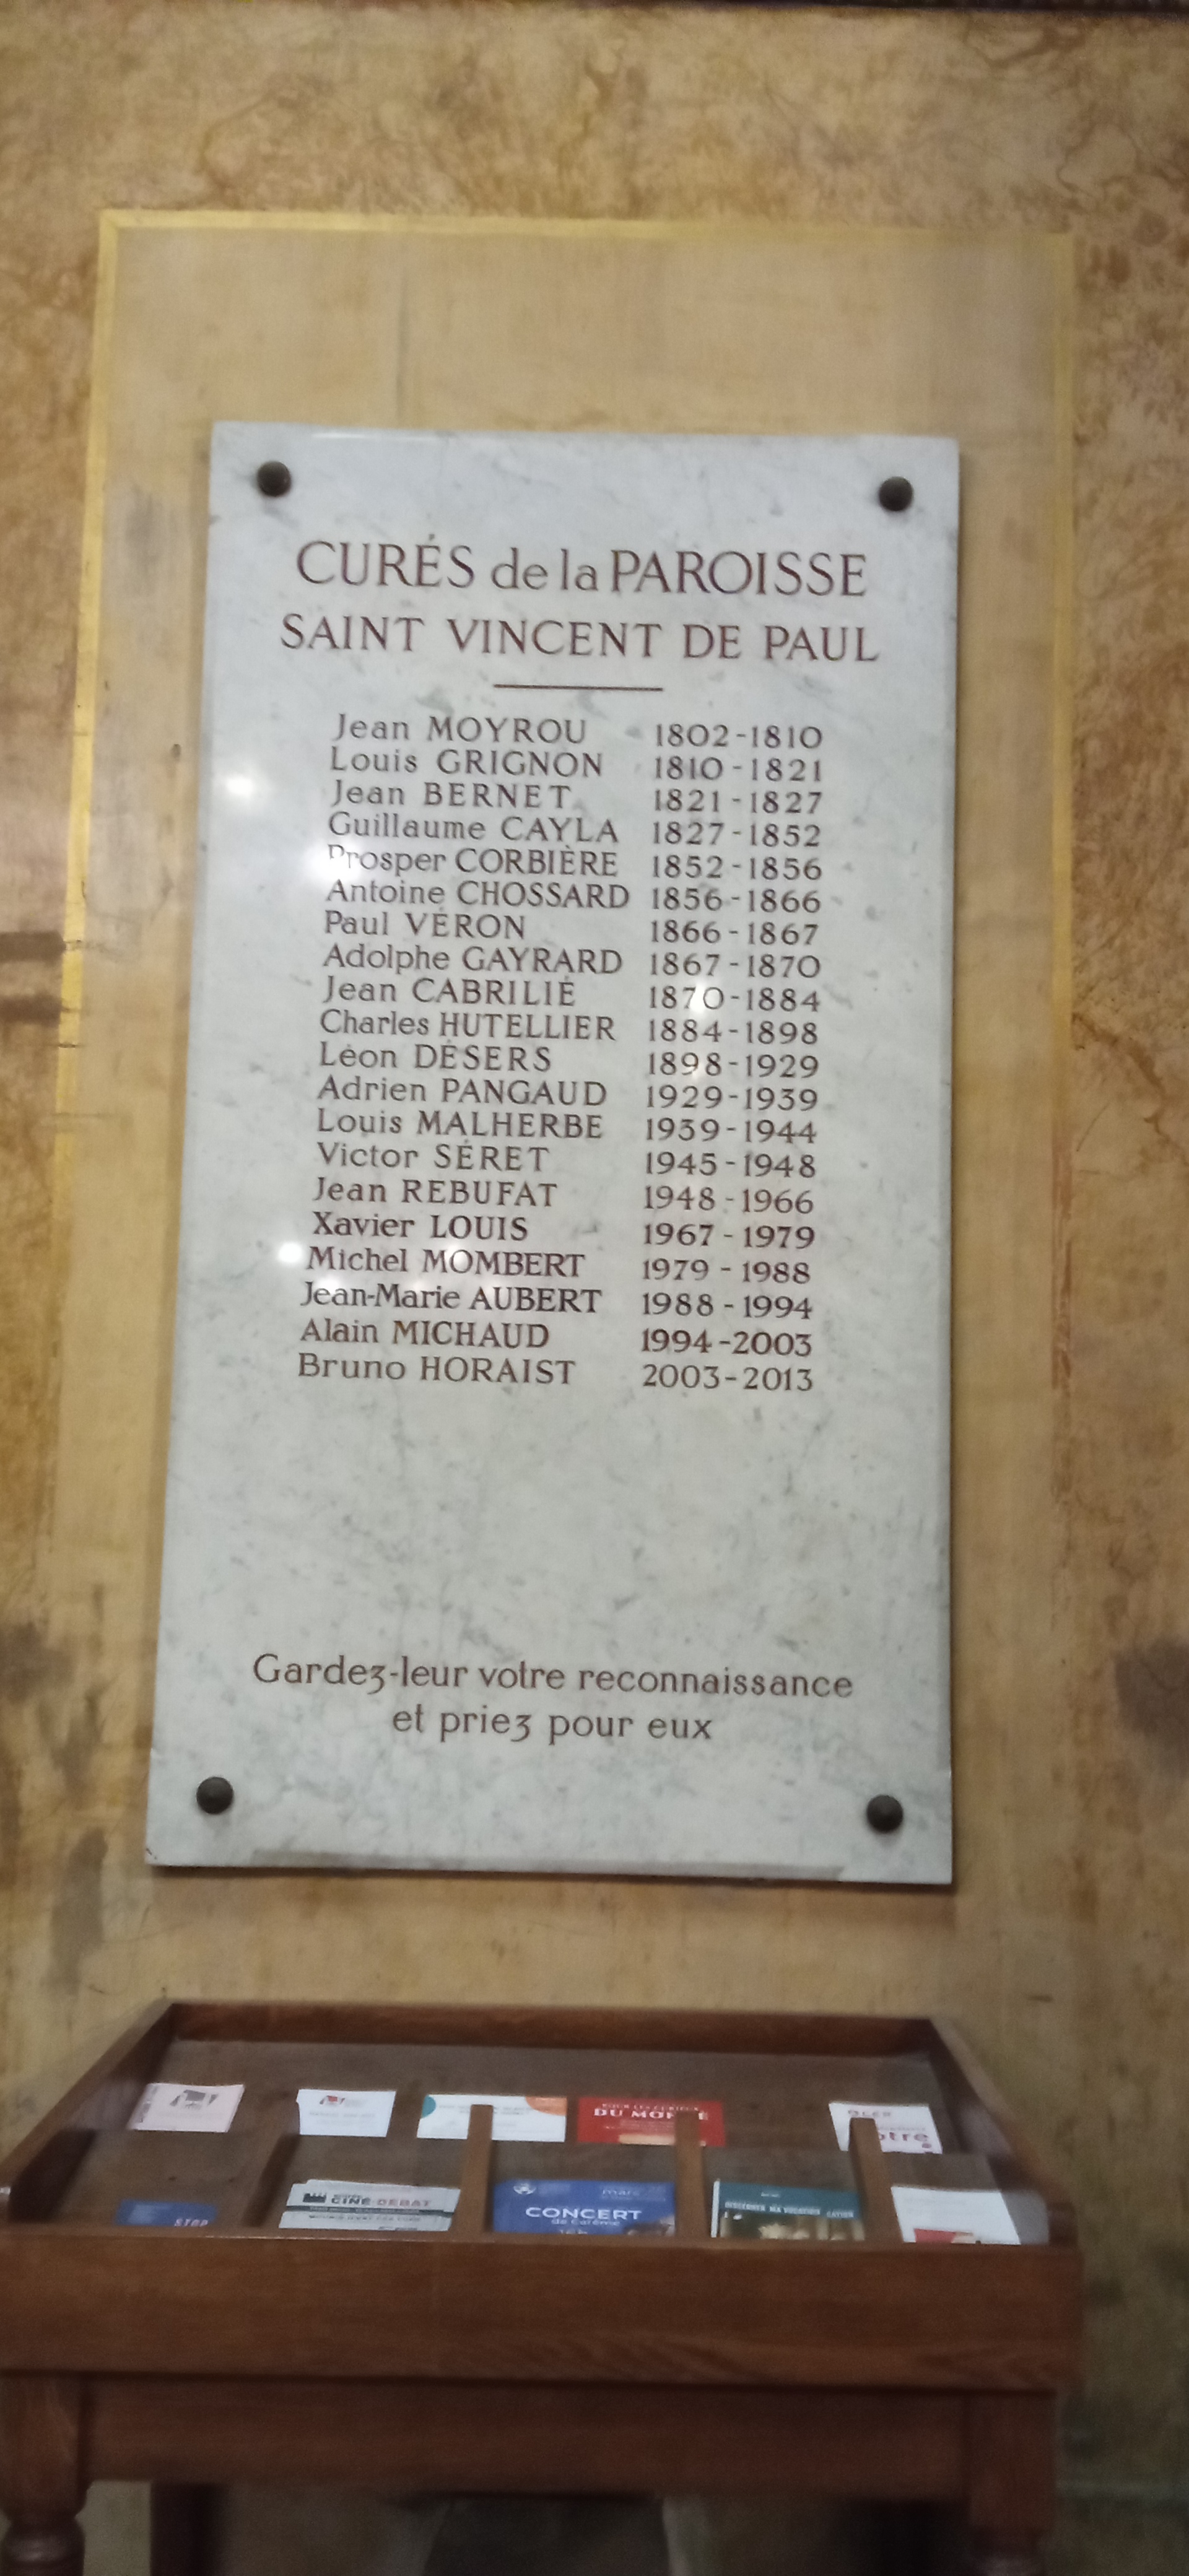 CURÉS de la PAROISSE
SAINT VINCENT DE PAUL
Jean MOYROU 1802-1810
Louis GRIGNON 1810-1821
Jean BERNET 1821-1827
Guillaume CAYLA 1827-1852
Prosper CORBIÈRE 1852-1856
Antoine CHOSSARD 1856-1866
Paul VÉRON 1866-1867
Adolphe GAYRARD 1867-1870
Jean CABRILIÉ 1870-1884
Charles HUTELLIER 1884-1898
Léon DÉSERS 1898-1929
Adrien PANGAUD 1929-1939
Louis MALHERBE 1939-1944
Victor SÉRET 1945-1948
Jean REBUFAT 1948-1966
Xavier LOUIS 1967-1979
Michel MOMBERT 1979-1988
Jean-Marie AUBERT 1988-1994
Alain MICHAUD 1994-2003
Bruno HORAIST 2003-2013
Gardez-leur votre reconnaissance
et priez pour eux
DU MONDE
STOP
CINÉ DÉBAT
CONCERT
de Carême